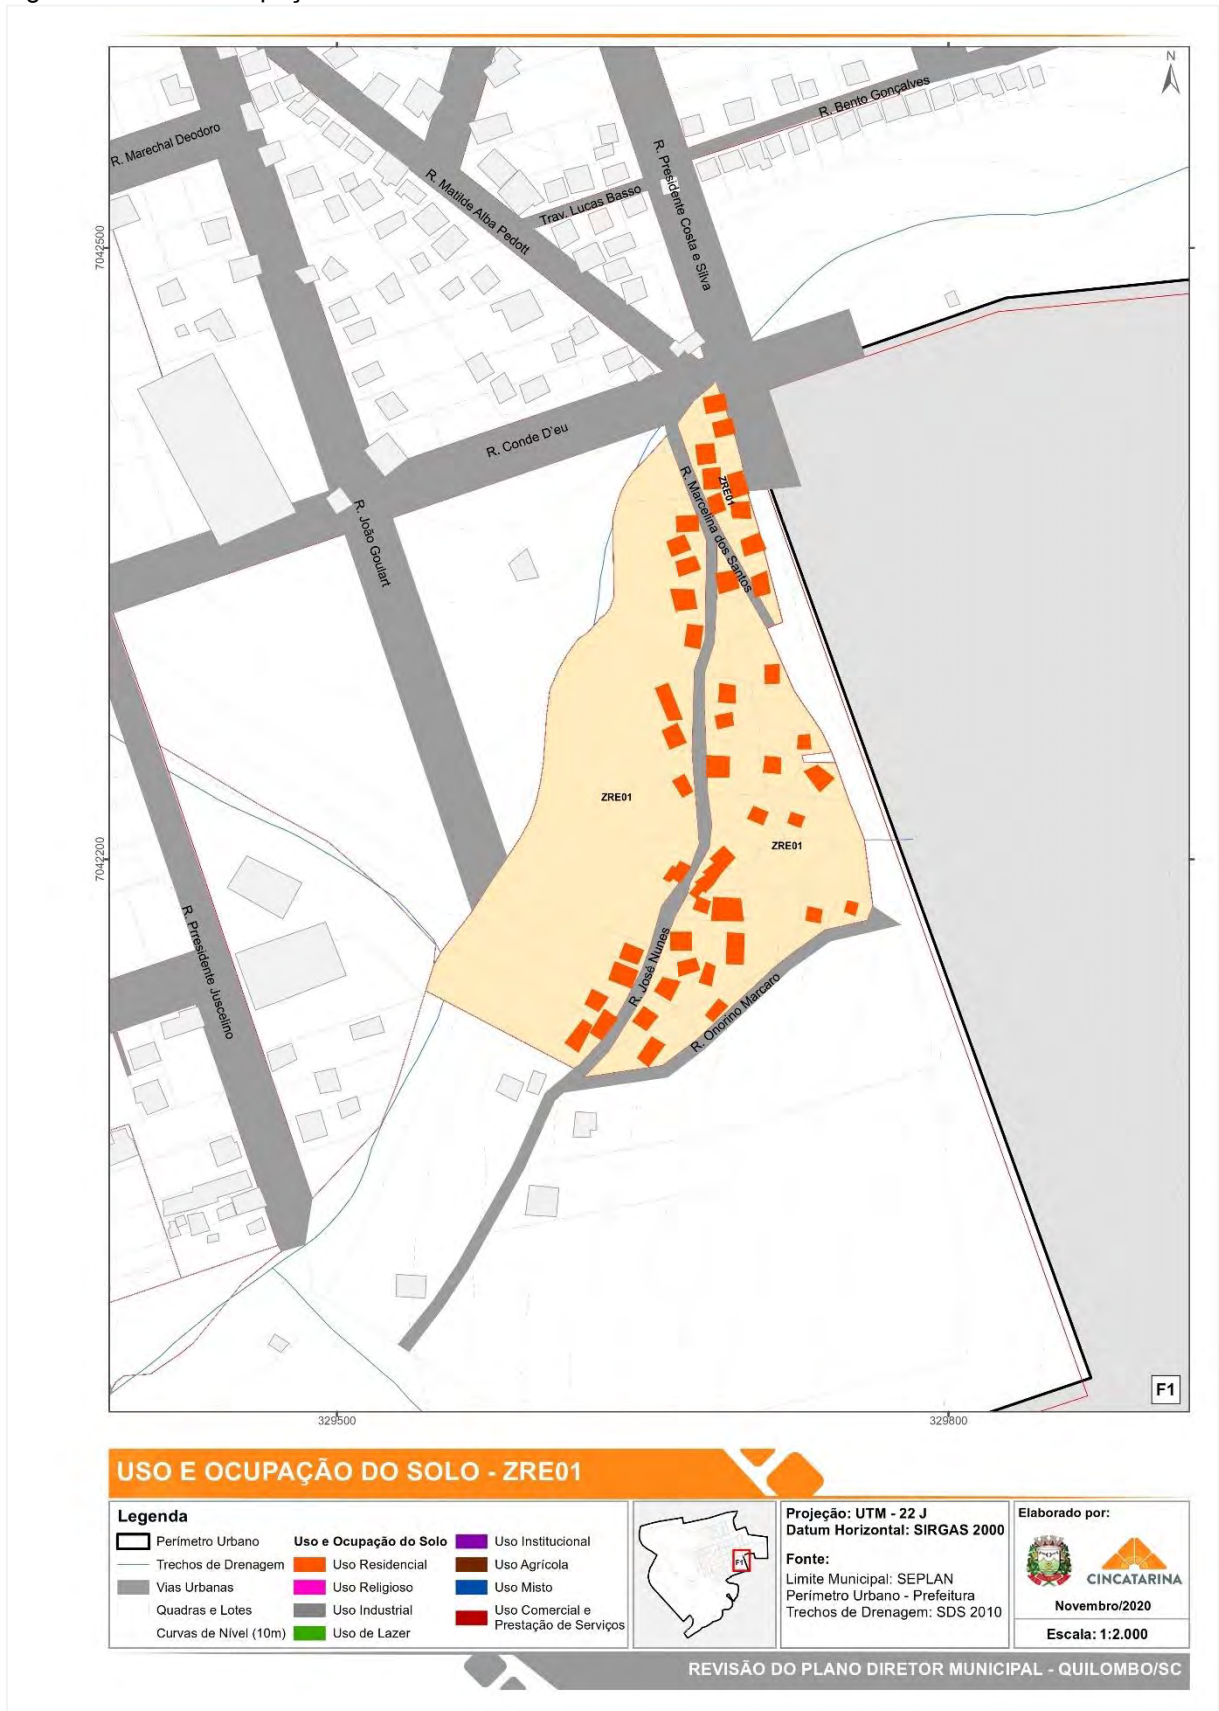 N
R. Bento Gonçalves
R. Marechal Deodoro
R. Matilde Alba Pedott
R. Presidente Costa e Silva
Trav. Lucas Basso
7042500
R. Conde D'eu
R. Marcelina dos Santos
ZRE01
R. João Goulart
ZRE01
ZRE01
7042200
R. Prresidente Juscelino
R. José Nunes
R. Onorino Marcaro
F1
329500
329800
USO E OCUPAÇÃO DO SOLO - ZRE01
Legenda
Perímetro Urbano
Trechos de Drenagem
Vias Urbanas
Quadras e Lotes
Curvas de Nível (10m)
Uso e Ocupação do Solo
Uso Residencial
Uso Religioso
Uso Industrial
Uso de Lazer
Uso Institucional
Uso Agrícola
Uso Misto
Uso Comercial e
Prestação de Serviços
F1
Projeção: UTM - 22 J
Datum Horizontal: SIRGAS 2000
Fonte:
Limite Municipal: SEPLAN
Perímetro Urbano - Prefeitura
Trechos de Drenagem: SDS 2010
Elaborado por:
CINCATARINA
Novembro/2020
Escala: 1:2.000
REVISÃO DO PLANO DIRETOR MUNICIPAL - QUILOMBO/SC